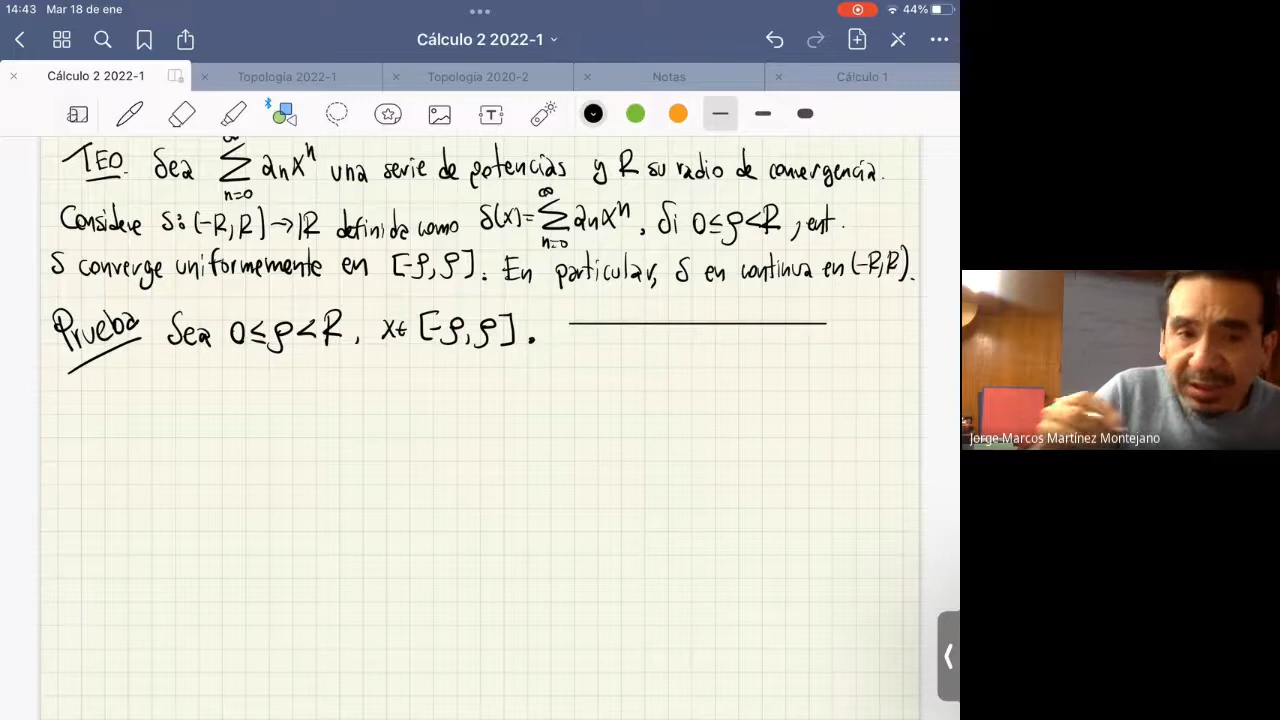 14:43 Mar 18 de ene 44%
Cálculo 2 2022-1
Cálculo 2 2022-1 Topología 2022-1 Topología 2020-2 Notas Cálculo 1
TEO. Sea ∑_{n=0}^{∞} a_n x^n una serie de potencias y R su radio de convergencia.
Considere S: (-R, R) → ℝ definida como S(x) = ∑_{n=0}^{∞} a_n x^n. Si 0 ≤ ρ < R, ent.
S converge uniformemente en [-ρ, ρ]. En particular, S en continua en (-R, R).
Prueba Sea 0 ≤ ρ < R, x ∈ [-ρ, ρ].
Jorge-Marcos Martínez Montejano